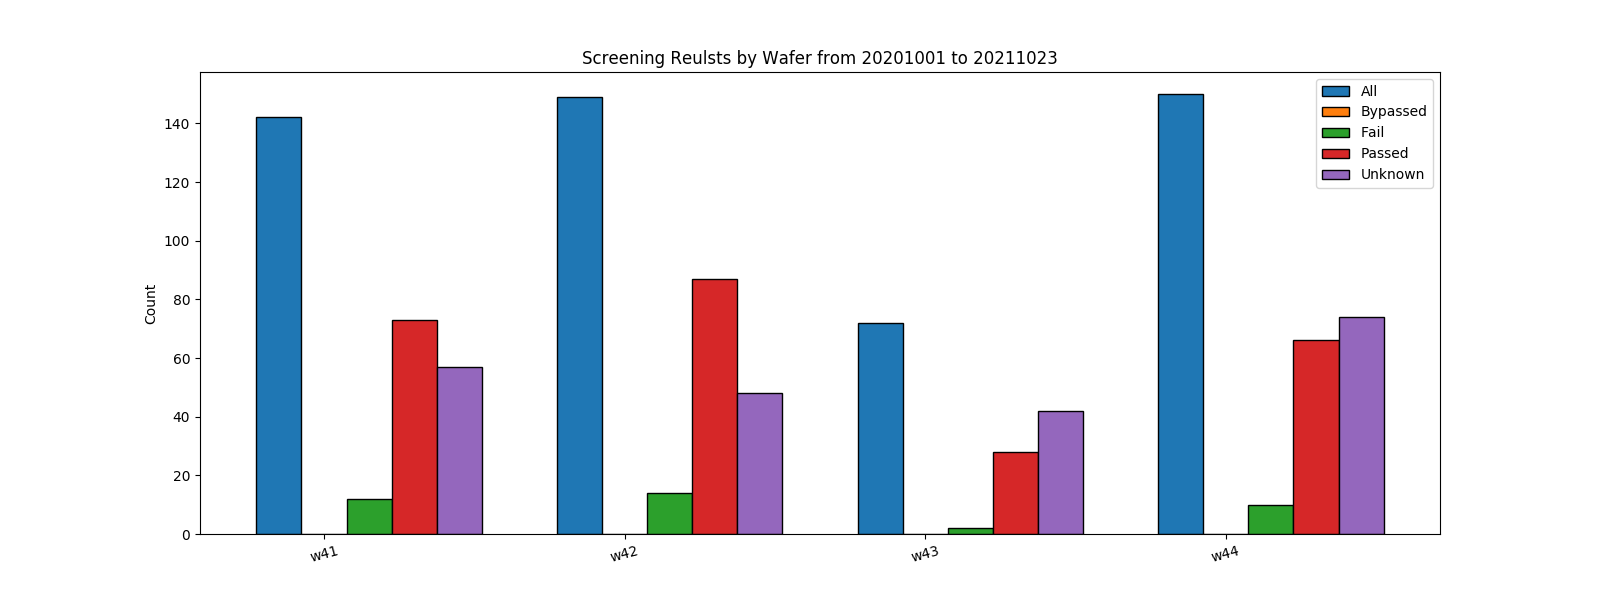 Screening Reulsts by Wafer from 20201001 to 20211023
All
Bypassed
Fail
Passed
Unknown
Count
140
120
100
80
60
40
20
0
w41
w42
w43
w44